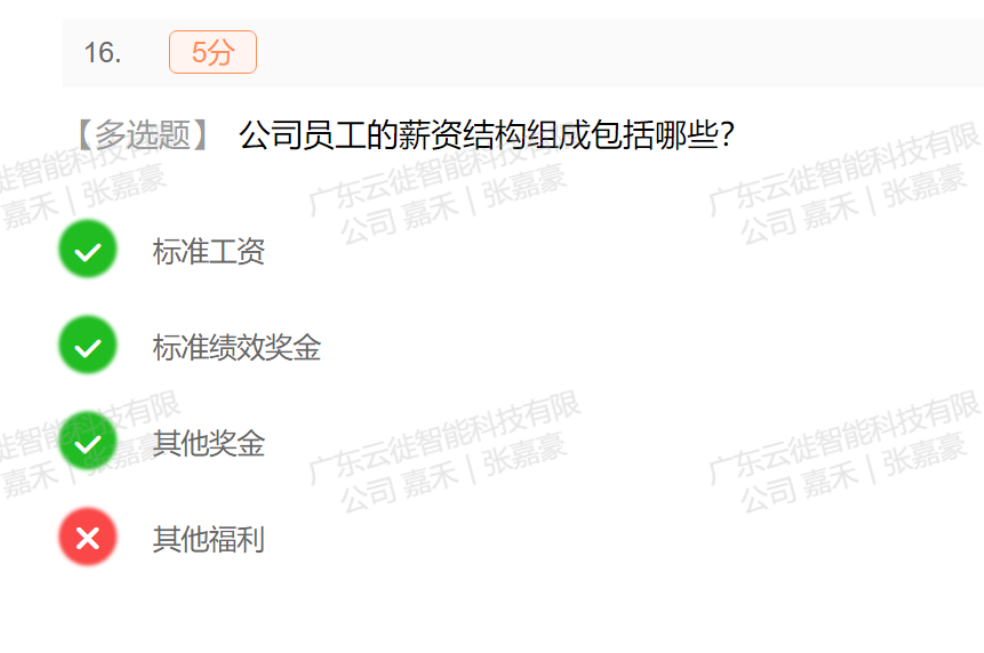 16. 5分
【多选题】 公司员工的薪资结构组成包括哪些?
广东云徙智能科技有限
公司 嘉禾 | 张嘉豪
广东云徙智能科技有限
公司 嘉禾 | 张嘉豪
徙智能科技有限
嘉禾 | 张嘉豪
标准工资
标准绩效奖金
其他奖金
徙智能科技有限
嘉禾 | 张嘉豪
广东云徙智能科技有限
公司 嘉禾 | 张嘉豪
广东云徙智能科技有限
公司 嘉禾 | 张嘉豪
其他福利